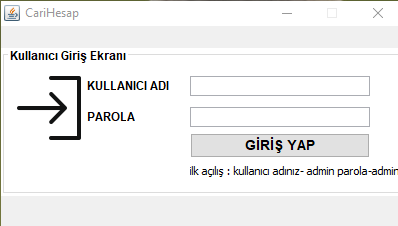 CariHesap
Kullanıcı Giriş Ekranı
KULLANICI ADI
PAROLA
GİRİŞ YAP
ilk açılış : kullanıcı adınız- admin parola-admin